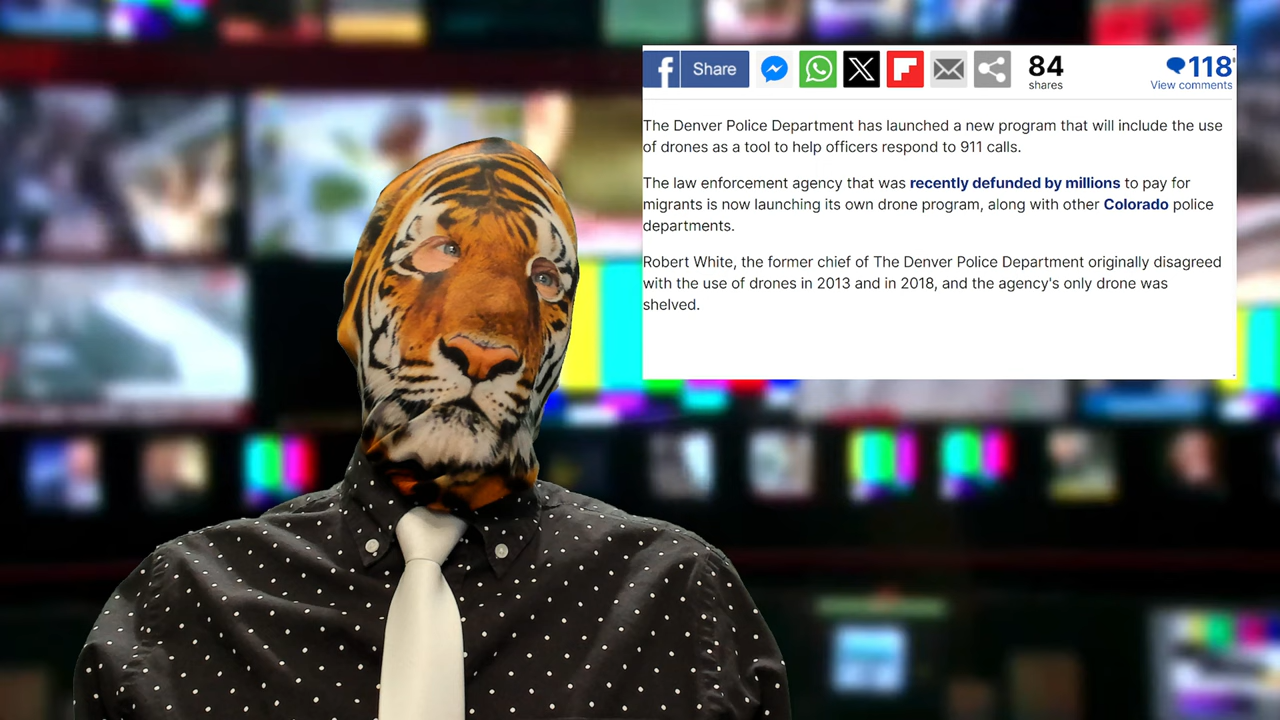 Share
84
shares
118
View comments
The Denver Police Department has launched a new program that will include the use
of drones as a tool to help officers respond to 911 calls.
The law enforcement agency that was recently defunded by millions to pay for
migrants is now launching its own drone program, along with other Colorado police
departments.
Robert White, the former chief of The Denver Police Department originally disagreed
with the use of drones in 2013 and in 2018, and the agency's only drone was
shelved.